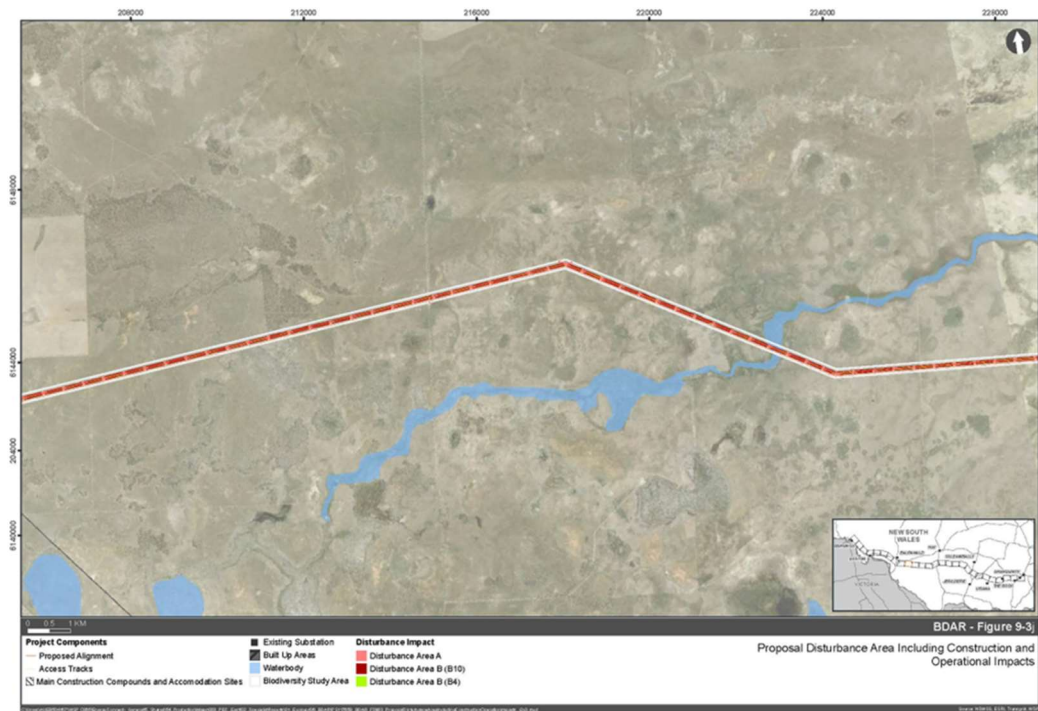 208000 212000 216000 220000 224000 228000
6148000
6144000
204000
6140000
NEW SOUTH
WALES
VICTORIA
0 0.5 1 KM
BDAR - Figure 9-3j
Project Components
Proposed Alignment
Access Tracks
Main Construction Compounds and Accomodation Sites
Existing Substation
Built Up Areas
Waterbody
Biodiversity Study Area
Disturbance Impact
Disturbance Area A
Disturbance Area B (B10)
Disturbance Area B (B4)
Proposal Disturbance Area Including Construction and
Operational Impacts